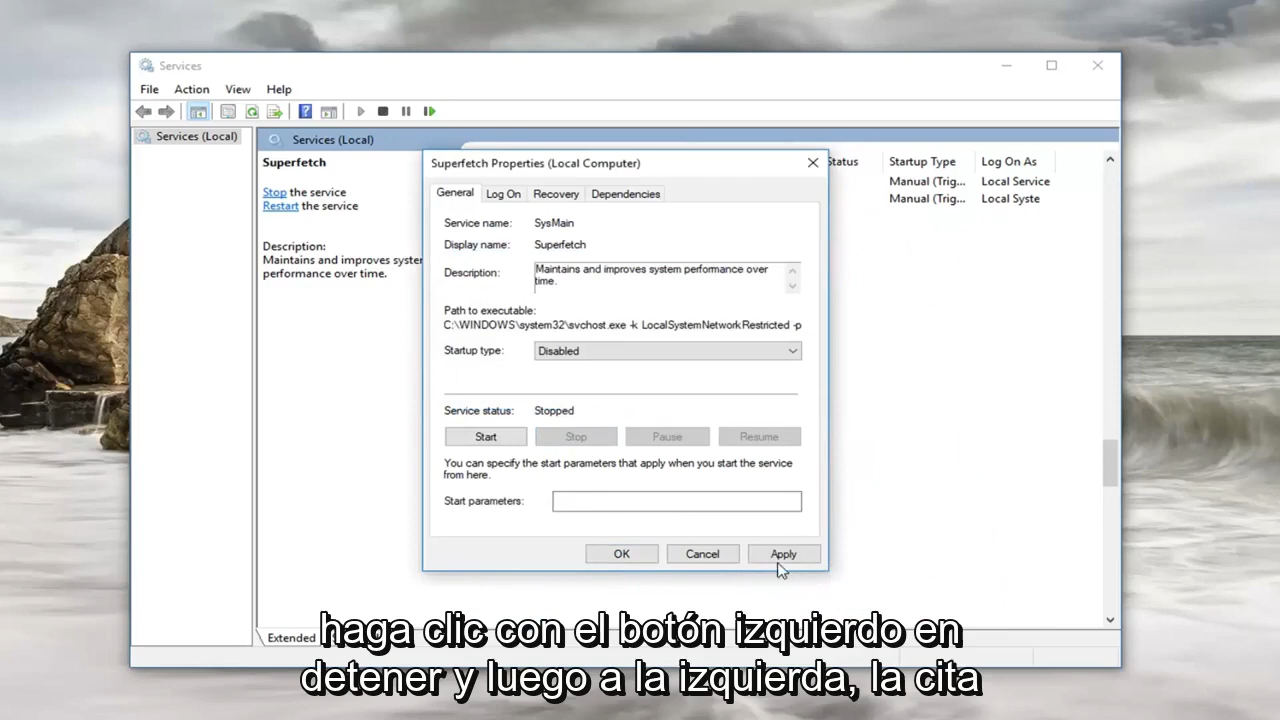 Services
File Action View Help
Services (Local)
Services (Local)
Superfetch
Stop the service
Restart the service
Description:
Maintains and improves syster
performance over time.
Status Startup Type Log On As
Manual (Trig... Local Service
Manual (Trig... Local Syste
Superfetch Properties (Local Computer)
General Log On Recovery Dependencies
Service name: SysMain
Display name: Superfetch
Description: Maintains and improves system performance over
time.
Path to executable:
C:\WINDOWS\system32\svchost.exe -k LocalSystemNetworkRestricted -p
Startup type: Disabled
Service status: Stopped
Start Stop Pause Resume
You can specify the start parameters that apply when you start the service
from here.
Start parameters:
OK Cancel Apply
Extended
haga clic con el botón izquierdo en
detener y luego a la izquierda, la cita